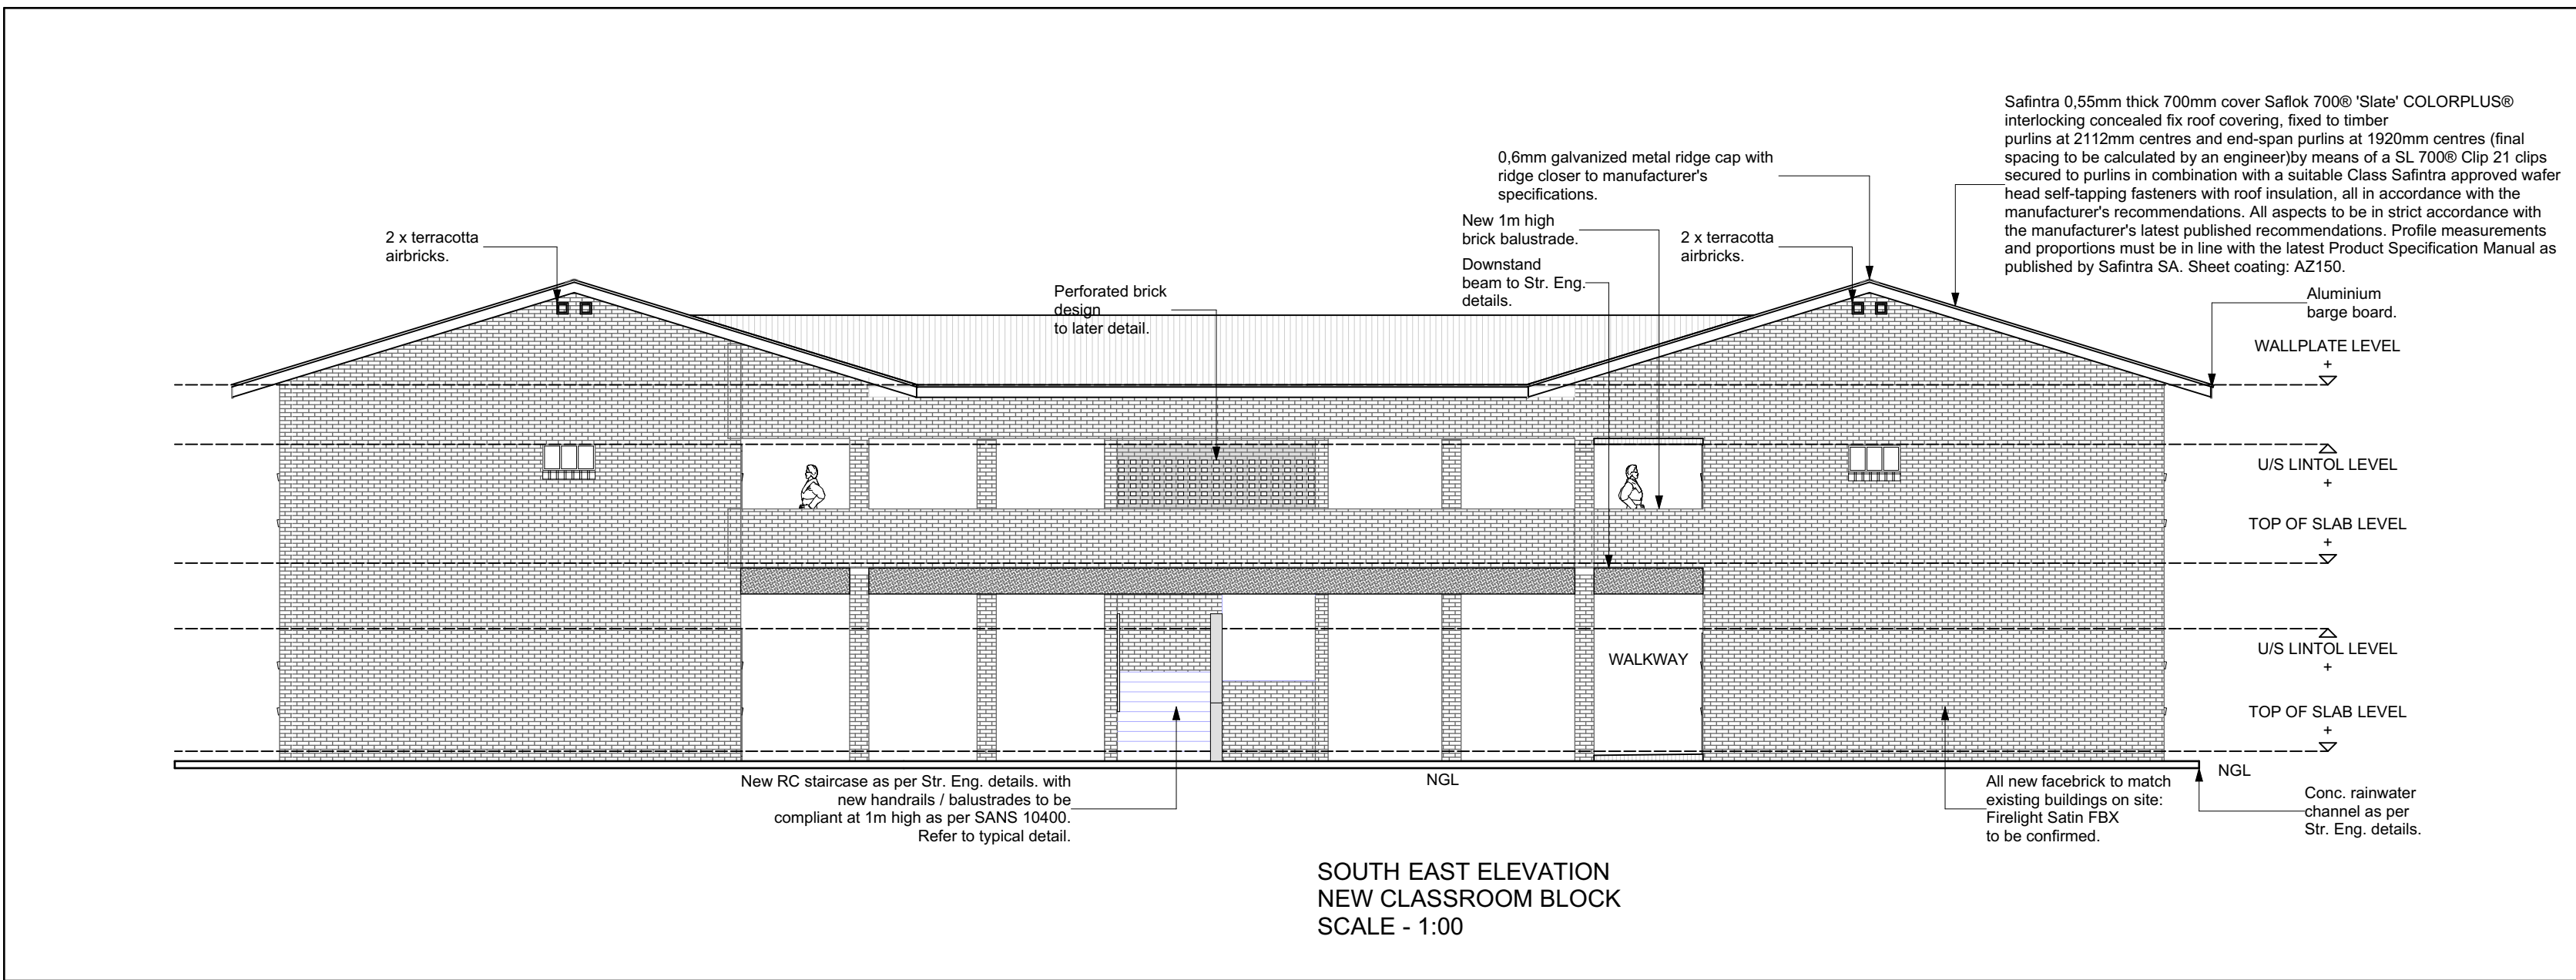 Safintra 0,55mm thick 700mm cover Saflok 700® 'Slate' COLORPLUS®
interlocking concealed fix roof covering, fixed to timber
purlins at 2112mm centres and end-span purlins at 1920mm centres (final
spacing to be calculated by an engineer)by means of a SL 700® Clip 21 clips
secured to purlins in combination with a suitable Class Safintra approved wafer
head self-tapping fasteners with roof insulation, all in accordance with the
manufacturer's recommendations. All aspects to be in strict accordance with
the manufacturer's latest published recommendations. Profile measurements
and proportions must be in line with the latest Product Specification Manual as
published by Safintra SA. Sheet coating: AZ150.
0,6mm galvanized metal ridge cap with
ridge closer to manufacturer's
specifications.
New 1m high
brick balustrade.
2 x terracotta
airbricks.
2 x terracotta
airbricks.
Downstand
beam to Str. Eng.
details.
Perforated brick
design
to later detail.
Aluminium
barge board.
WALLPLATE LEVEL
+
U/S LINTOL LEVEL
+
TOP OF SLAB LEVEL
+
U/S LINTOL LEVEL
+
WALKWAY
TOP OF SLAB LEVEL
+
NGL
NGL
New RC staircase as per Str. Eng. details. with
new handrails / balustrades to be
compliant at 1m high as per SANS 10400.
Refer to typical detail.
All new facebrick to match
existing buildings on site:
Firelight Satin FBX
to be confirmed.
Conc. rainwater
channel as per
Str. Eng. details.
SOUTH EAST ELEVATION
NEW CLASSROOM BLOCK
SCALE - 1:00